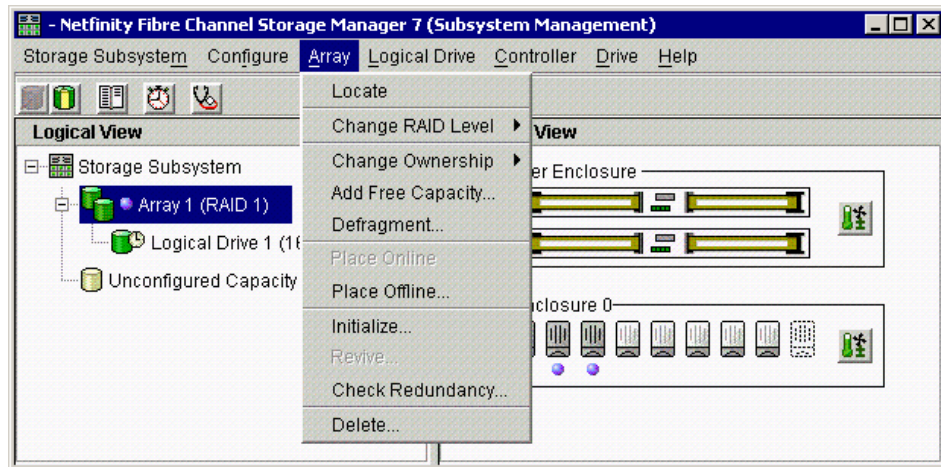 - Netfinity Fibre Channel Storage Manager 7 (Subsystem Management)
Storage Subsystem Configure Array Logical Drive Controller Drive Help
Logical View
View
Storage Subsystem
Array 1 (RAID 1)
Logical Drive 1 (16
Unconfigured Capacity
Locate
Change RAID Level
Change Ownership
Add Free Capacity...
Defragment...
Place Online
Place Offline...
Initialize...
Revive...
Check Redundancy...
Delete...
er Enclosure
nclosure 0